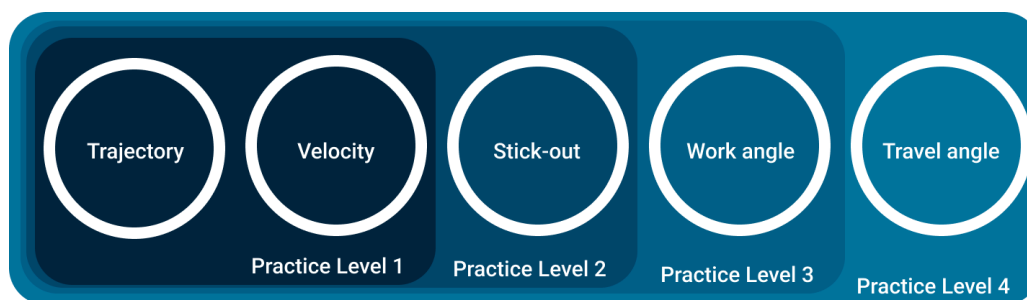 Trajectory
Velocity
Stick-out
Work angle
Travel angle
Practice Level 1
Practice Level 2
Practice Level 3
Practice Level 4